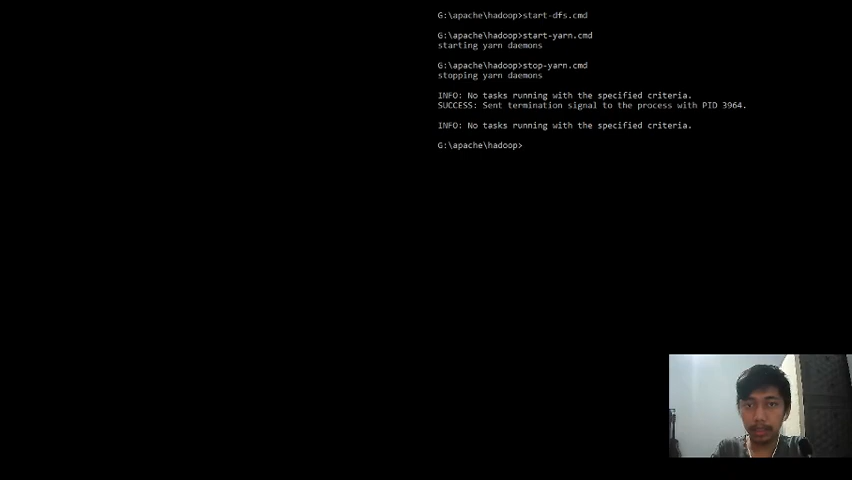 G:\apache\hadoop>start-dfs.cmd
G:\apache\hadoop>start-yarn.cmd
starting yarn daemons
G:\apache\hadoop>stop-yarn.cmd
stopping yarn daemons
INFO: No tasks running with the specified criteria.
SUCCESS: Sent termination signal to the process with PID 3964.
INFO: No tasks running with the specified criteria.
G:\apache\hadoop>